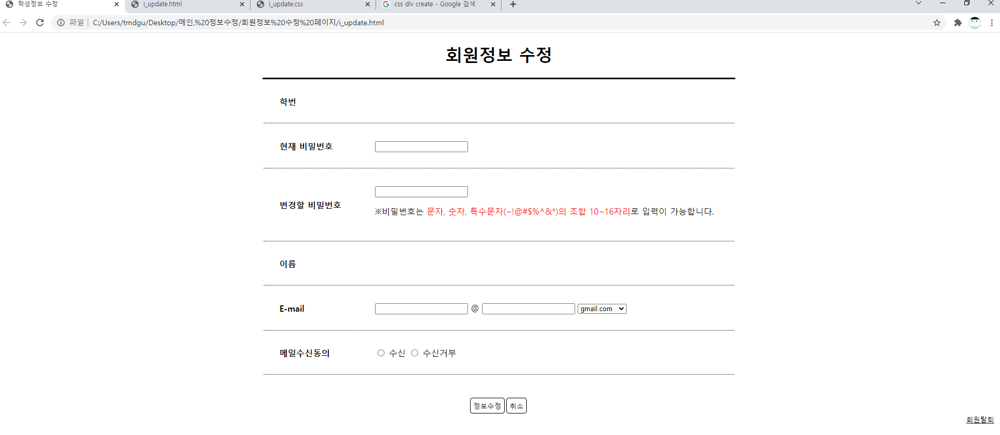 학생정보 수정
i_update.html
i_update.css
css div create - Google 검색
파일
C:/Users/tmdgu/Desktop/메인,%20정보수정/회원정보%20수정%20페이지/i_update.html
회원정보 수정
학번
현재 비밀번호
변경할 비밀번호
※비밀번호는 문자, 숫자, 특수문자(~!@#$%^&*)의 조합 10~16자리로 입력이 가능합니다.
이름
E-mail @ gmail.com
메일수신동의 수신 수신거부
정보수정 취소
회원탈퇴